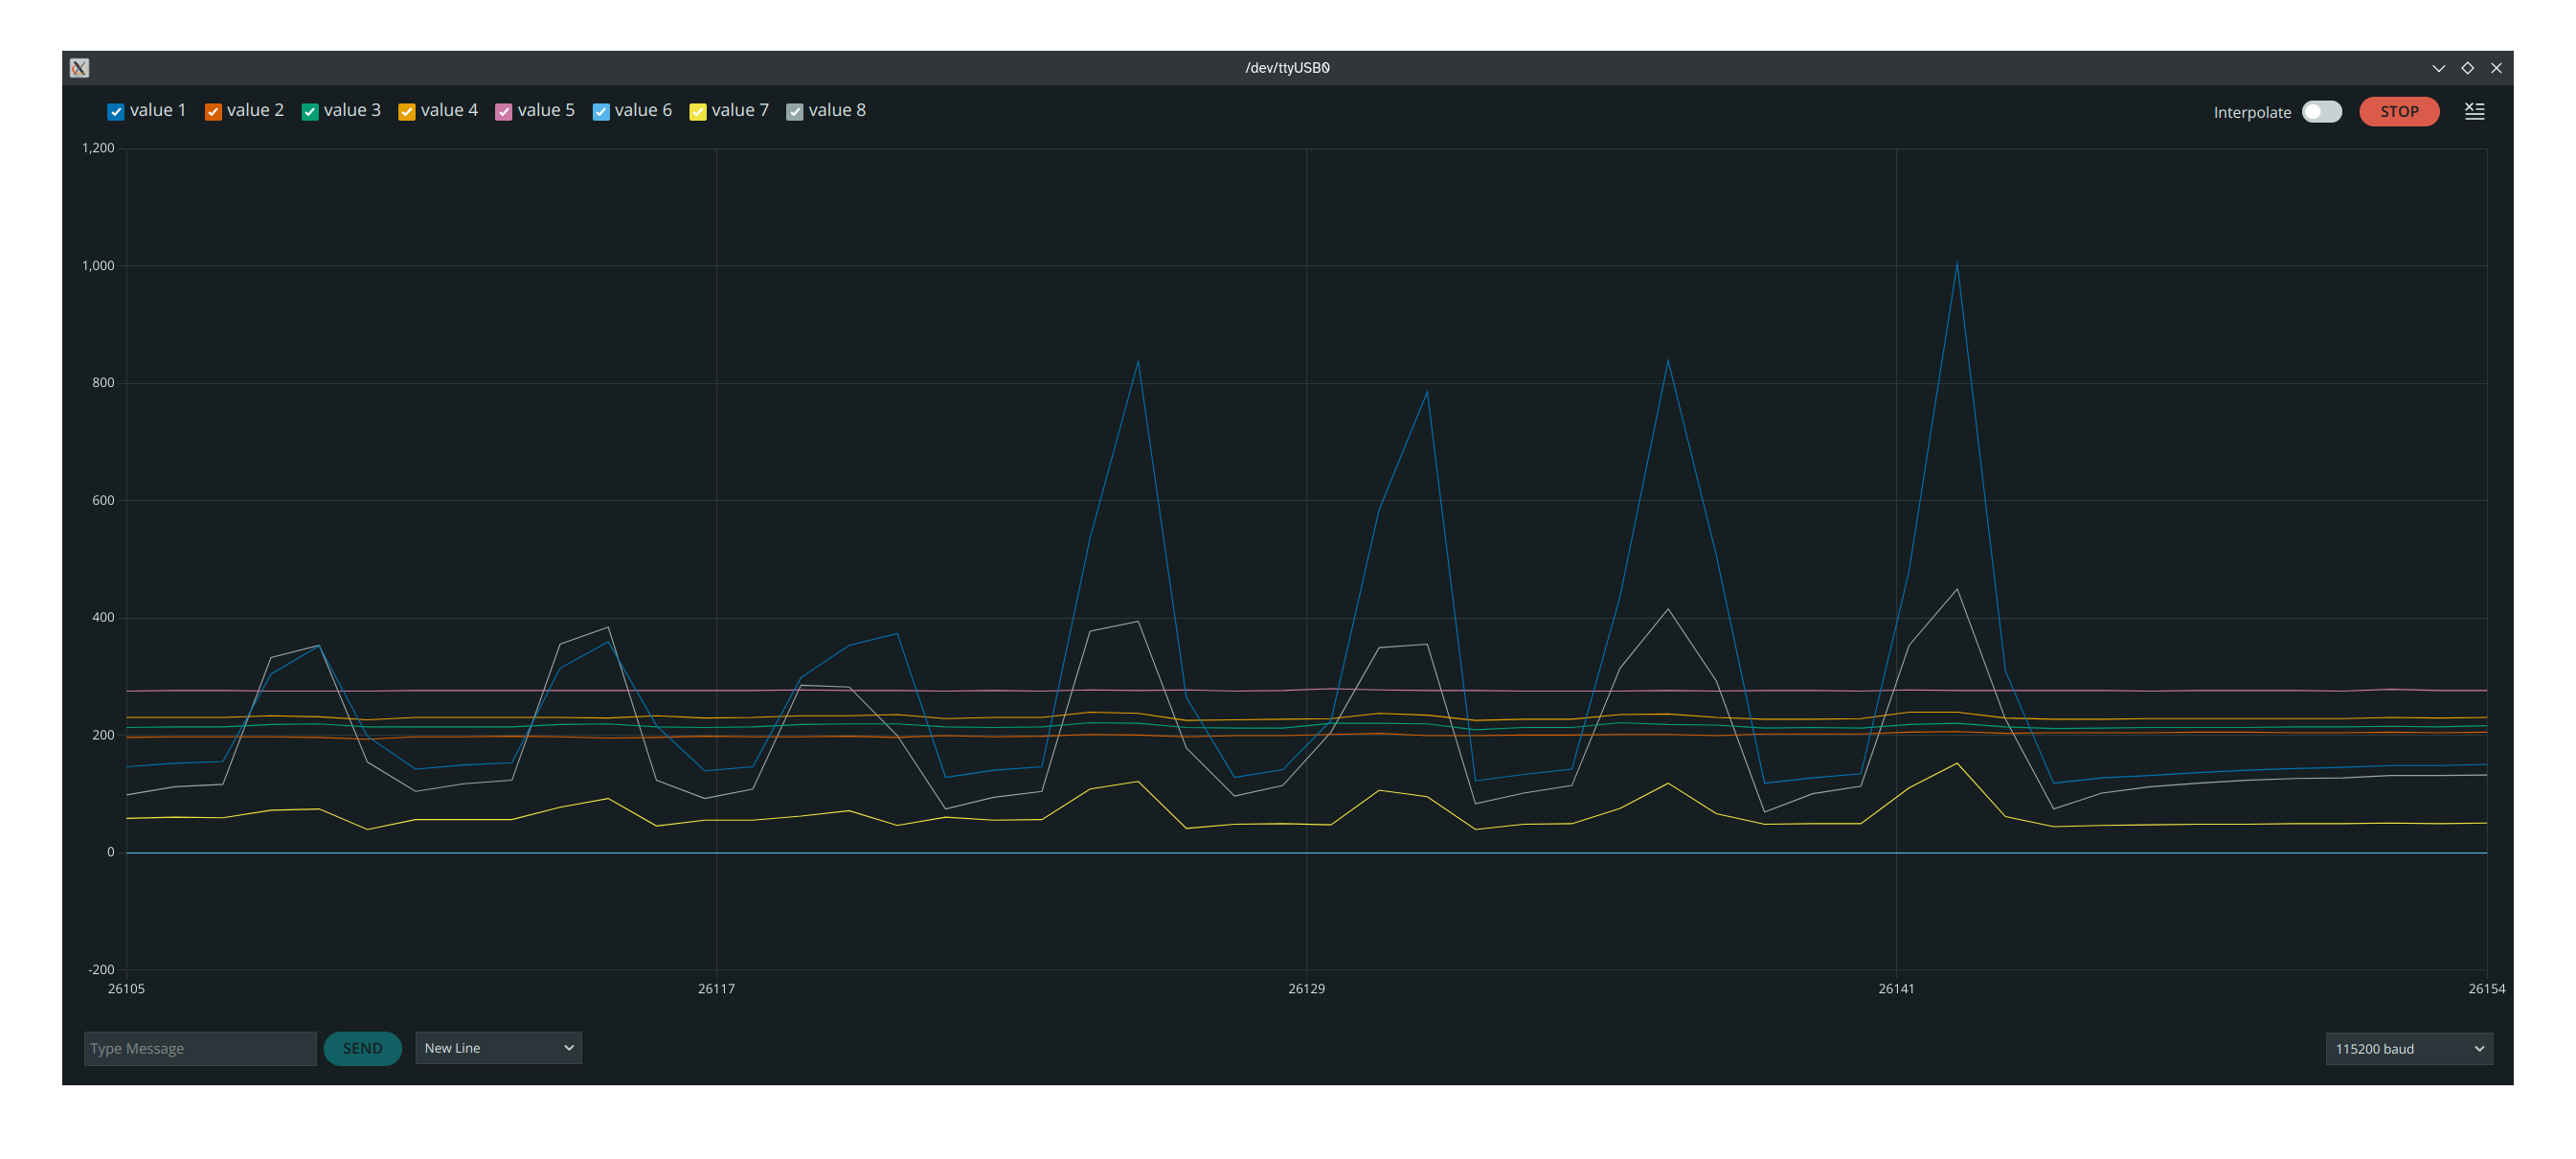 /dev/ttyUSB0
value 1 value 2 value 3 value 4 value 5 value 6 value 7 value 8 Interpolate STOP
1,200
1,000
800
600
400
200
0
-200
26105 26117 26129 26141 26154
Type Message SEND New Line 115200 baud